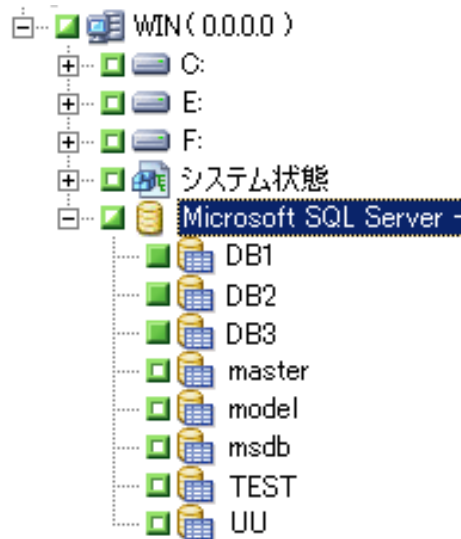 WIN(0.0.0.0)
C:
E:
F:
システム状態
Microsoft SQL Server -
DB1
DB2
DB3
master
model
msdb
TEST
UU